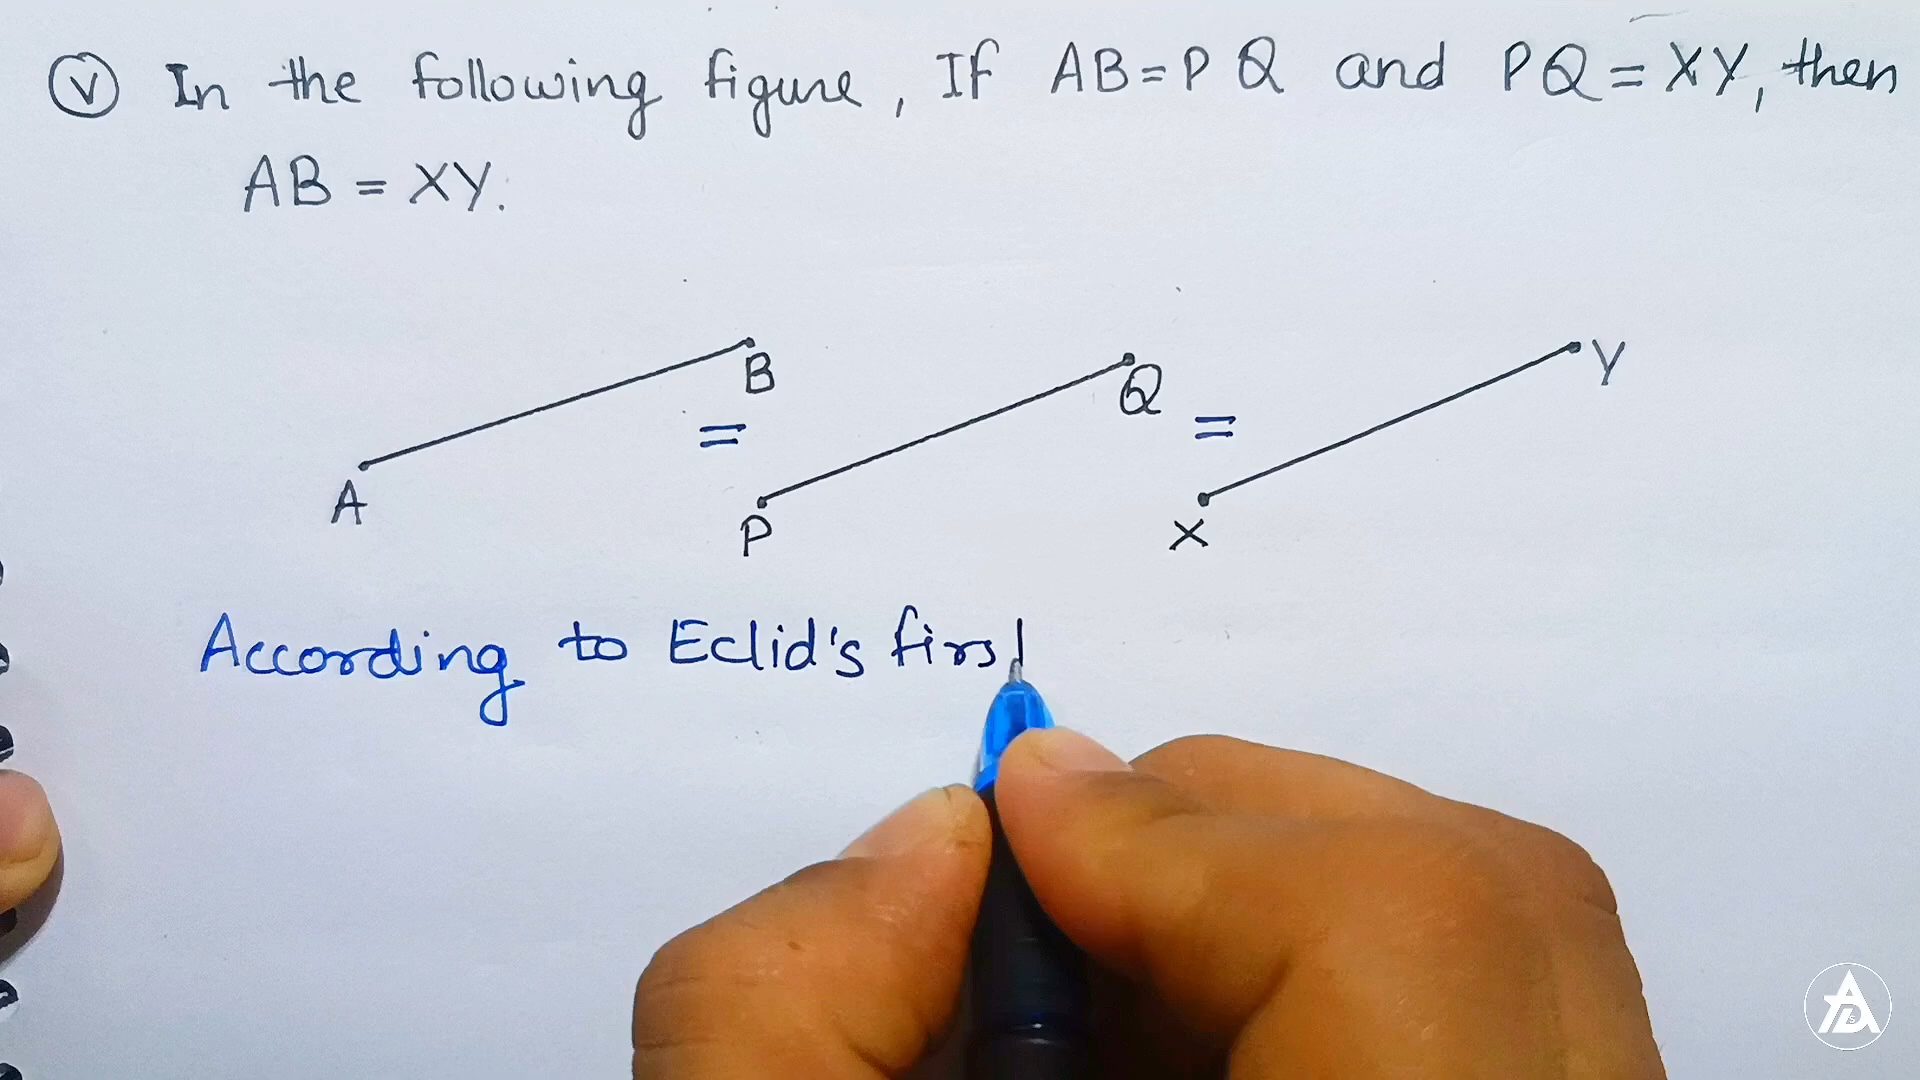 (v) In the following figure, If AB=PQ and PQ=XY, then
AB = XY.
B
Y
Q
=
=
A
P
X
According to Eclid's first